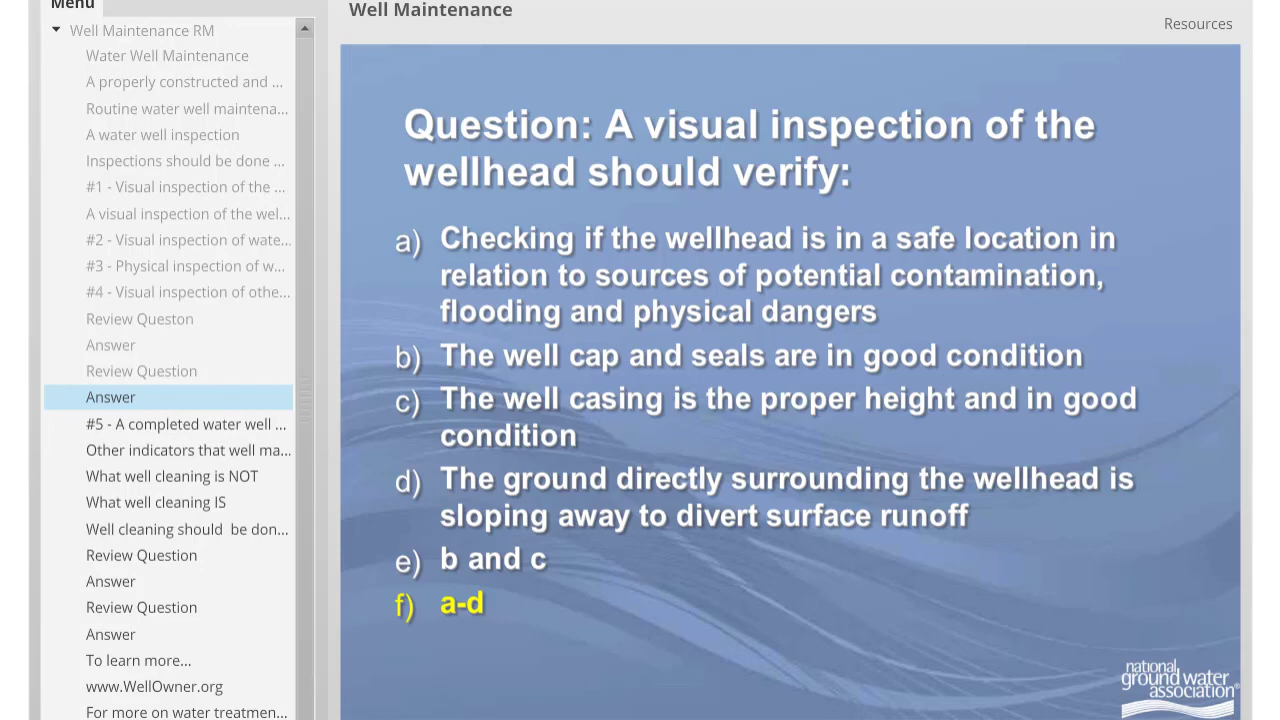 Menu
Well Maintenance
Resources
Well Maintenance RM
Water Well Maintenance
A properly constructed and ...
Routine water well maintena...
A water well inspection
Inspections should be done ...
#1 - Visual inspection of the ...
A visual inspection of the wel...
#2 - Visual inspection of wate...
#3 - Physical inspection of w...
#4 - Visual inspection of othe...
Review Queston
Answer
Review Question
Answer
#5 - A completed water well ...
Other indicators that well ma...
What well cleaning is NOT
What well cleaning IS
Well cleaning should  be don...
Review Question
Answer
Review Question
Answer
To learn more...
www.WellOwner.org
For more on water treatmen...
Question: A visual inspection of the
wellhead should verify:
a) Checking if the wellhead is in a safe location in
relation to sources of potential contamination,
flooding and physical dangers
b) The well cap and seals are in good condition
c) The well casing is the proper height and in good
condition
d) The ground directly surrounding the wellhead is
sloping away to divert surface runoff
e) b and c
f) a-d
national
ground water
association®